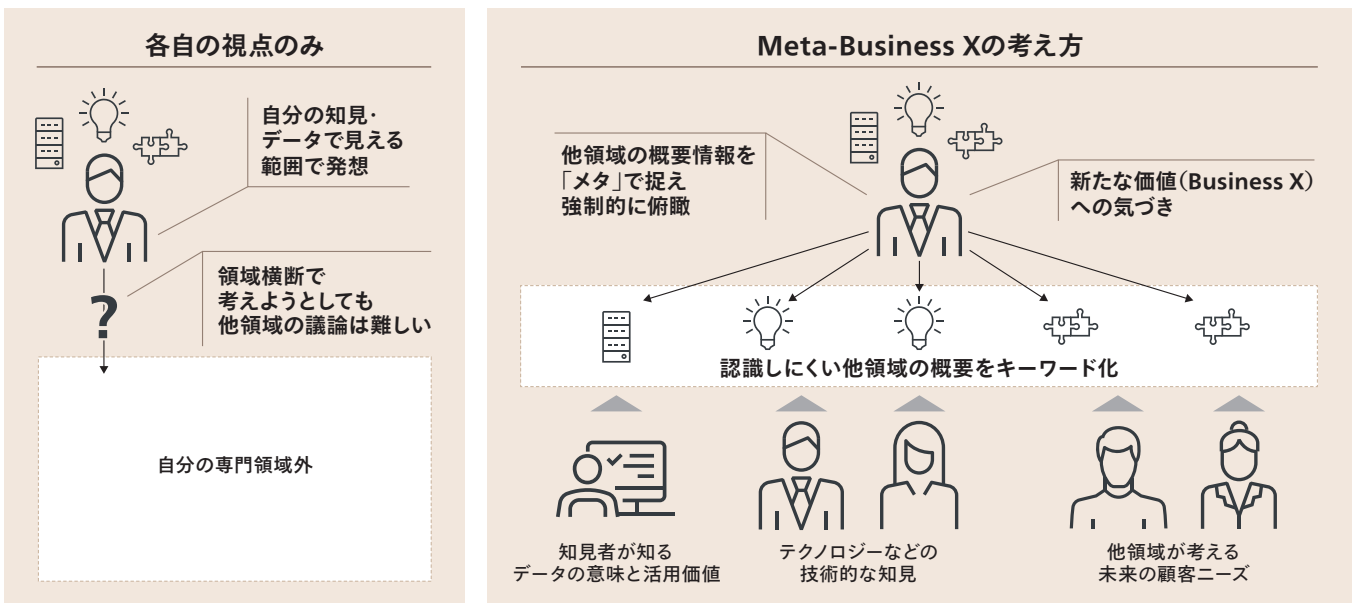 各自の視点のみ
自分の知見・
データで見える
範囲で発想
?
領域横断で
考えようとしても
他領域の議論は難しい
自分の専門領域外
Meta-Business Xの考え方
他領域の概要情報を
「メタ」で捉え
強制的に俯瞰
新たな価値(Business X)
への気づき
認識しにくい他領域の概要をキーワード化
知見者が知る
データの意味と活用価値
テクノロジーなどの
技術的な知見
他領域が考える
未来の顧客ニーズ